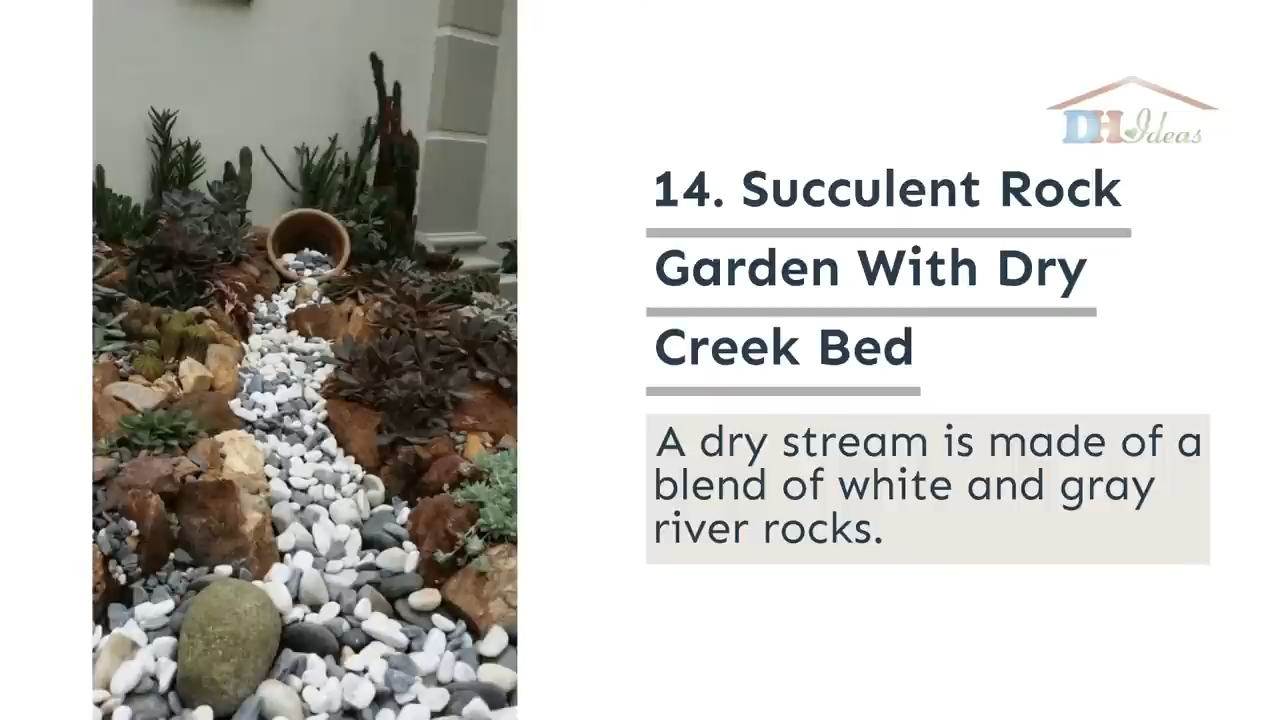 DH Ideas
14. Succulent Rock
Garden With Dry
Creek Bed
A dry stream is made of a
blend of white and gray
river rocks.